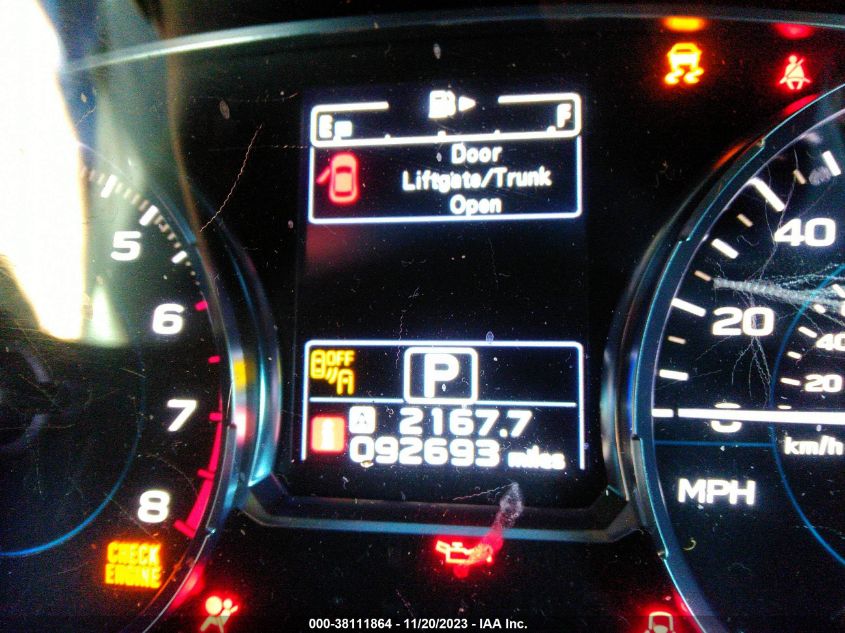 E F
Door
Liftgate/Trunk
Open
OFF
A
P
A 2167.7
092693 miles
5
6
7
8
CHECK
ENGINE
40
20
0
40
20
km/h
MPH
000-38111864 - 11/20/2023 - IAA Inc.